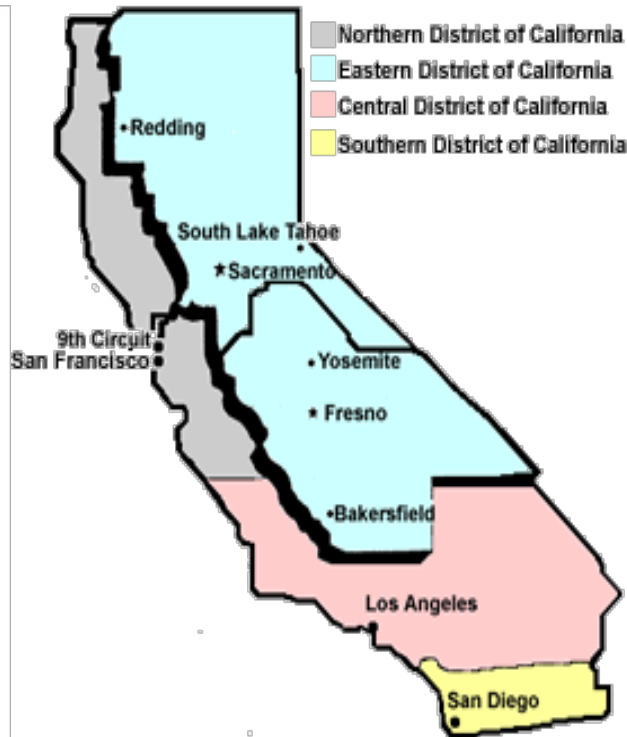 Northern District of California
Eastern District of California
Central District of California
Southern District of California
Redding
South Lake Tahoe
Sacramento
9th Circuit
San Francisco
Yosemite
Fresno
Bakersfield
Los Angeles
San Diego